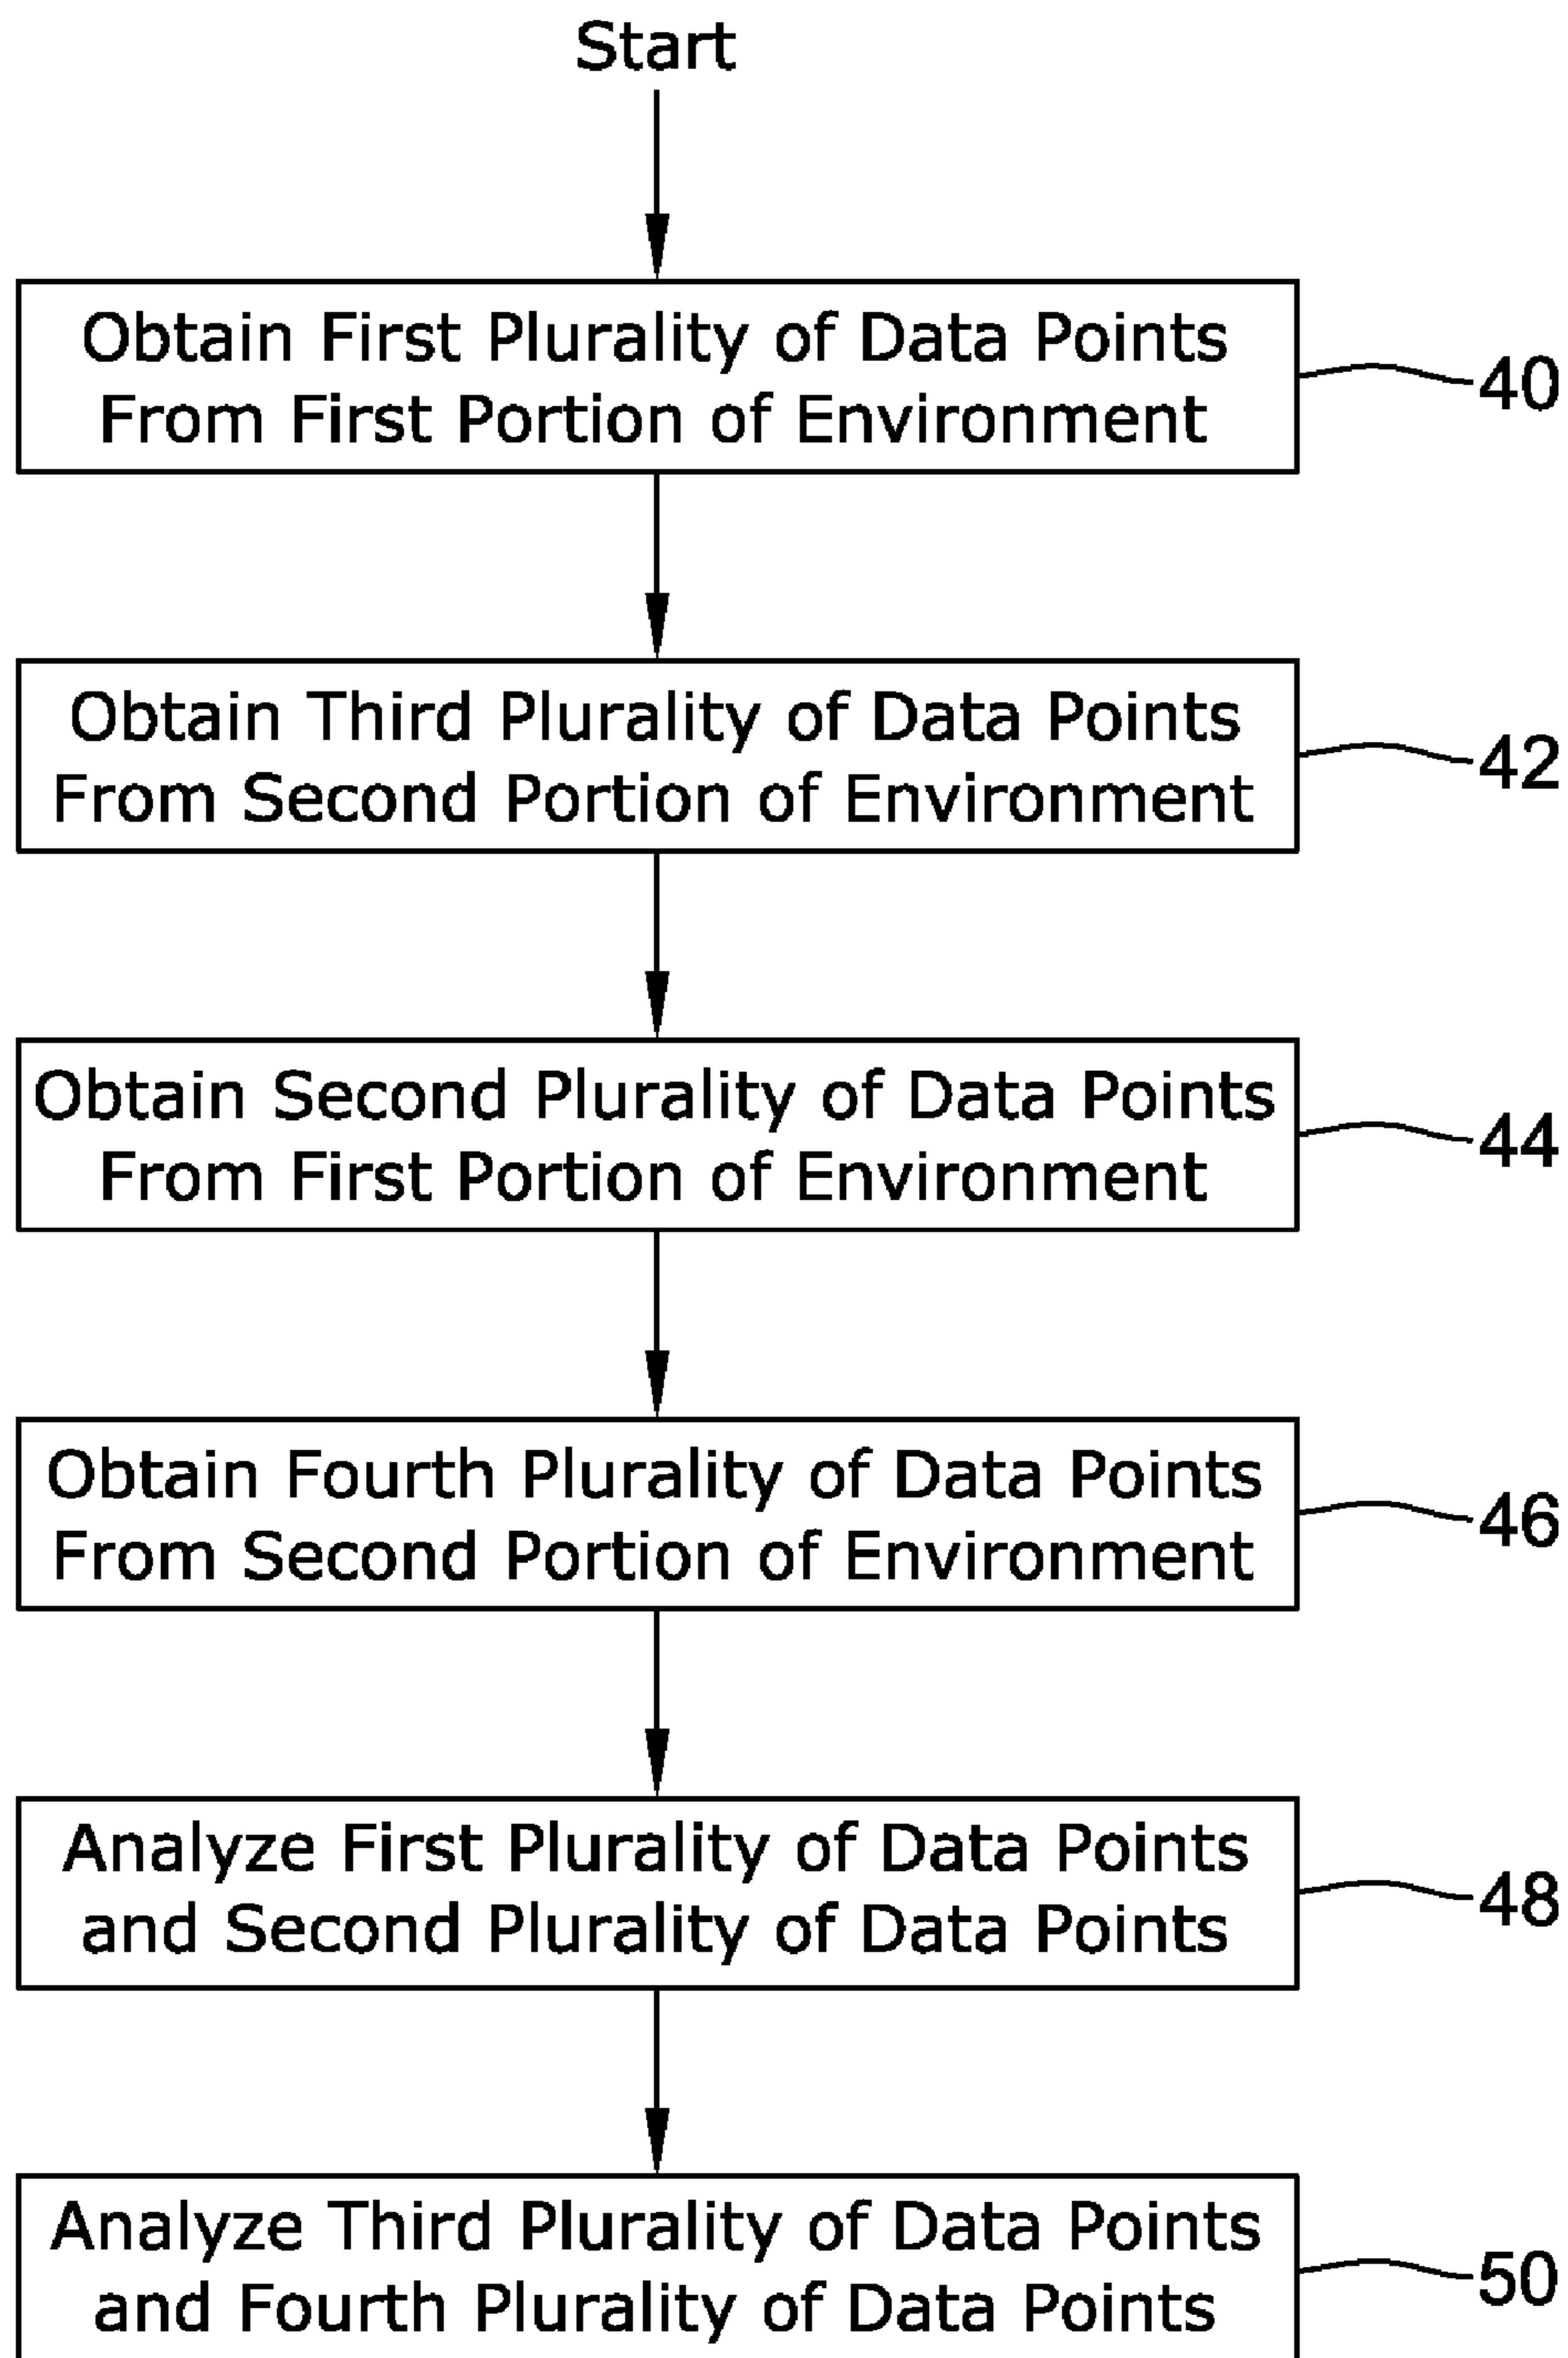 Start
Obtain First Plurality of Data Points
From First Portion of Environment
40
Obtain Third Plurality of Data Points
From Second Portion of Environment
42
Obtain Second Plurality of Data Points
From First Portion of Environment
44
Obtain Fourth Plurality of Data Points
From Second Portion of Environment
46
Analyze First Plurality of Data Points
and Second Plurality of Data Points
48
Analyze Third Plurality of Data Points
and Fourth Plurality of Data Points
50